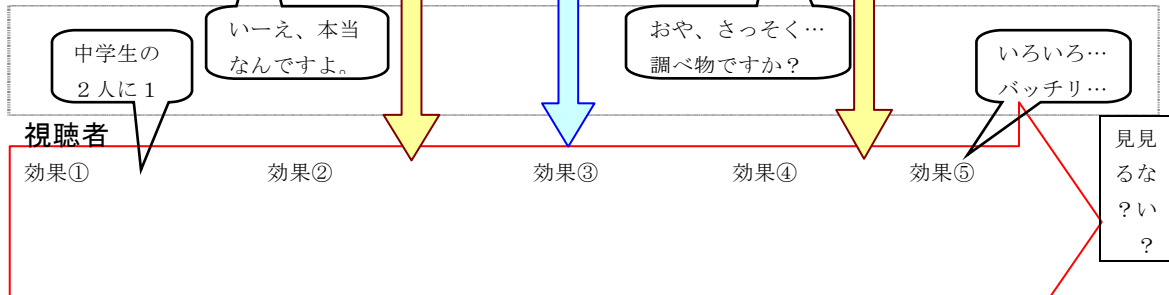 いーえ、本当
なんですよ。
おや、さっそく…
調べ物ですか？
中学生の
２人に１
いろいろ…
バッチリ…
視聴者
効果①
効果②
効果③
効果④
効果⑤
見る？
見ない？